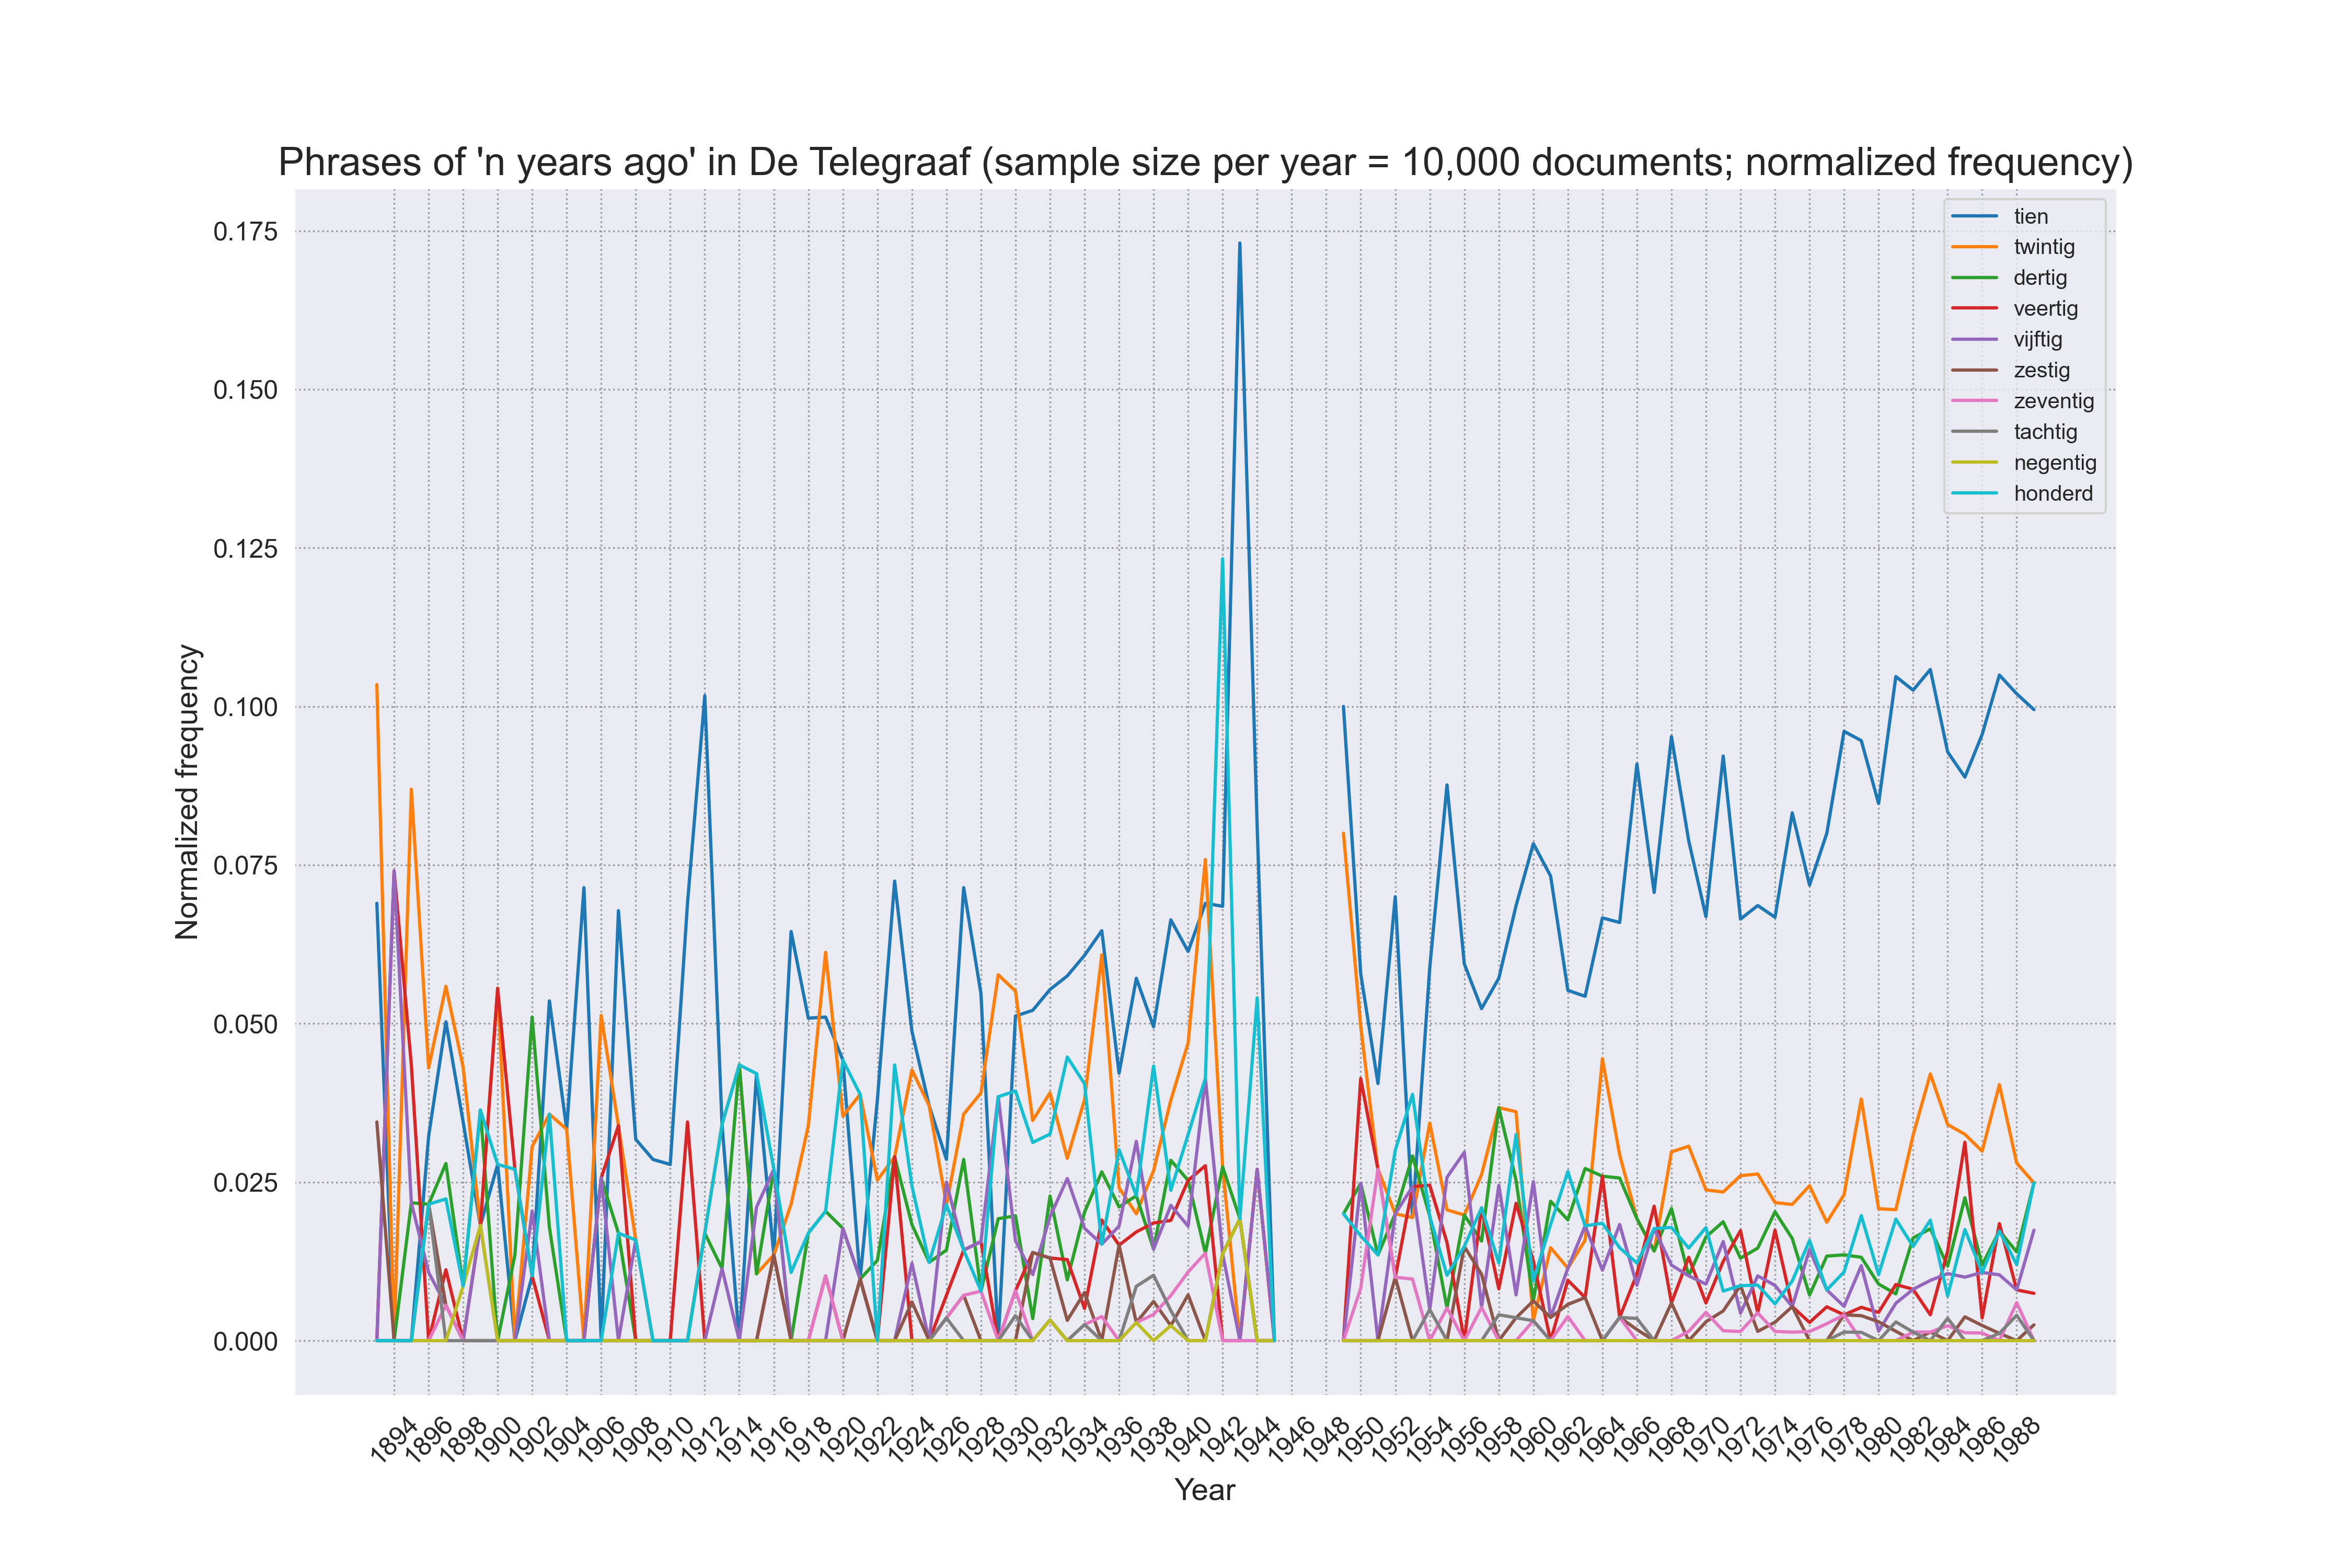 Phrases of 'n years ago' in De Telegraaf (sample size per year = 10,000 documents; normalized frequency)
0.175
0.150
0.125
0.100
0.075
0.050
0.025
0.000
Normalized frequency
tien
twintig
dertig
veertig
vijftig
zestig
zeventig
tachtig
negentig
honderd
1894 1896 1898 1900 1902 1904 1906 1908 1910 1912 1914 1916 1918 1920 1922 1924 1926 1928 1930 1932 1934 1936 1938 1940 1942 1944 1946 1948 1950 1952 1954 1956 1958 1960 1962 1964 1966 1968 1970 1972 1974 1976 1978 1980 1982 1984 1986 1988
Year